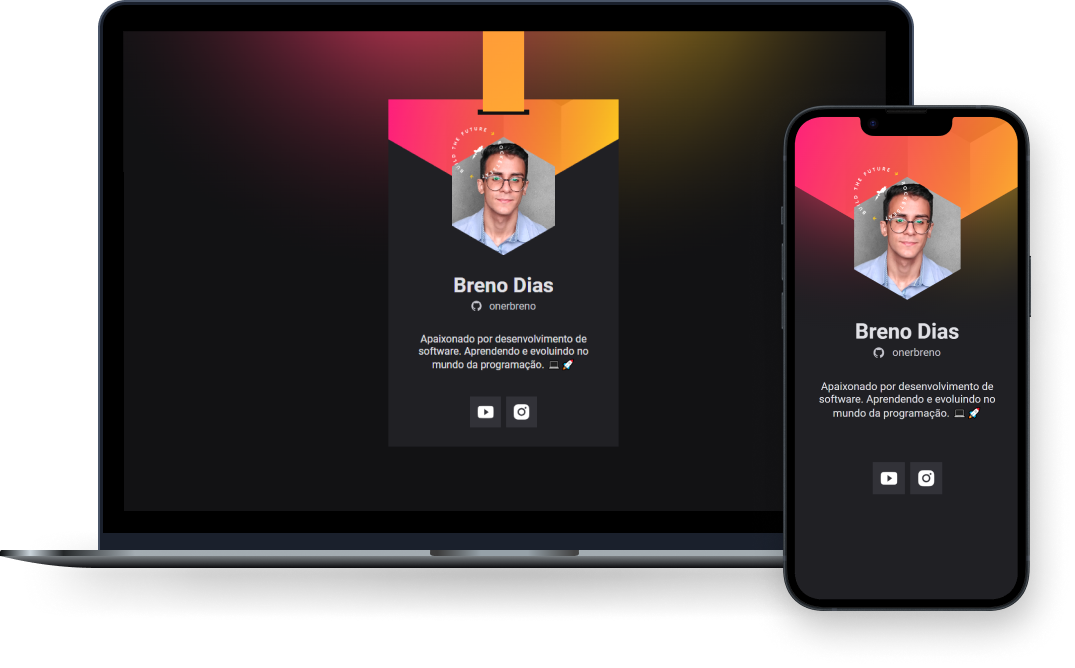 BUILD THE FUTURE
Breno Dias
onerbreno
Apaixonado por desenvolvimento de
software. Aprendendo e evoluindo no
mundo da programação. 💻 🚀
BUILD THE FUTURE
Breno Dias
onerbreno
Apaixonado por desenvolvimento de
software. Aprendendo e evoluindo no
mundo da programação. 💻 🚀